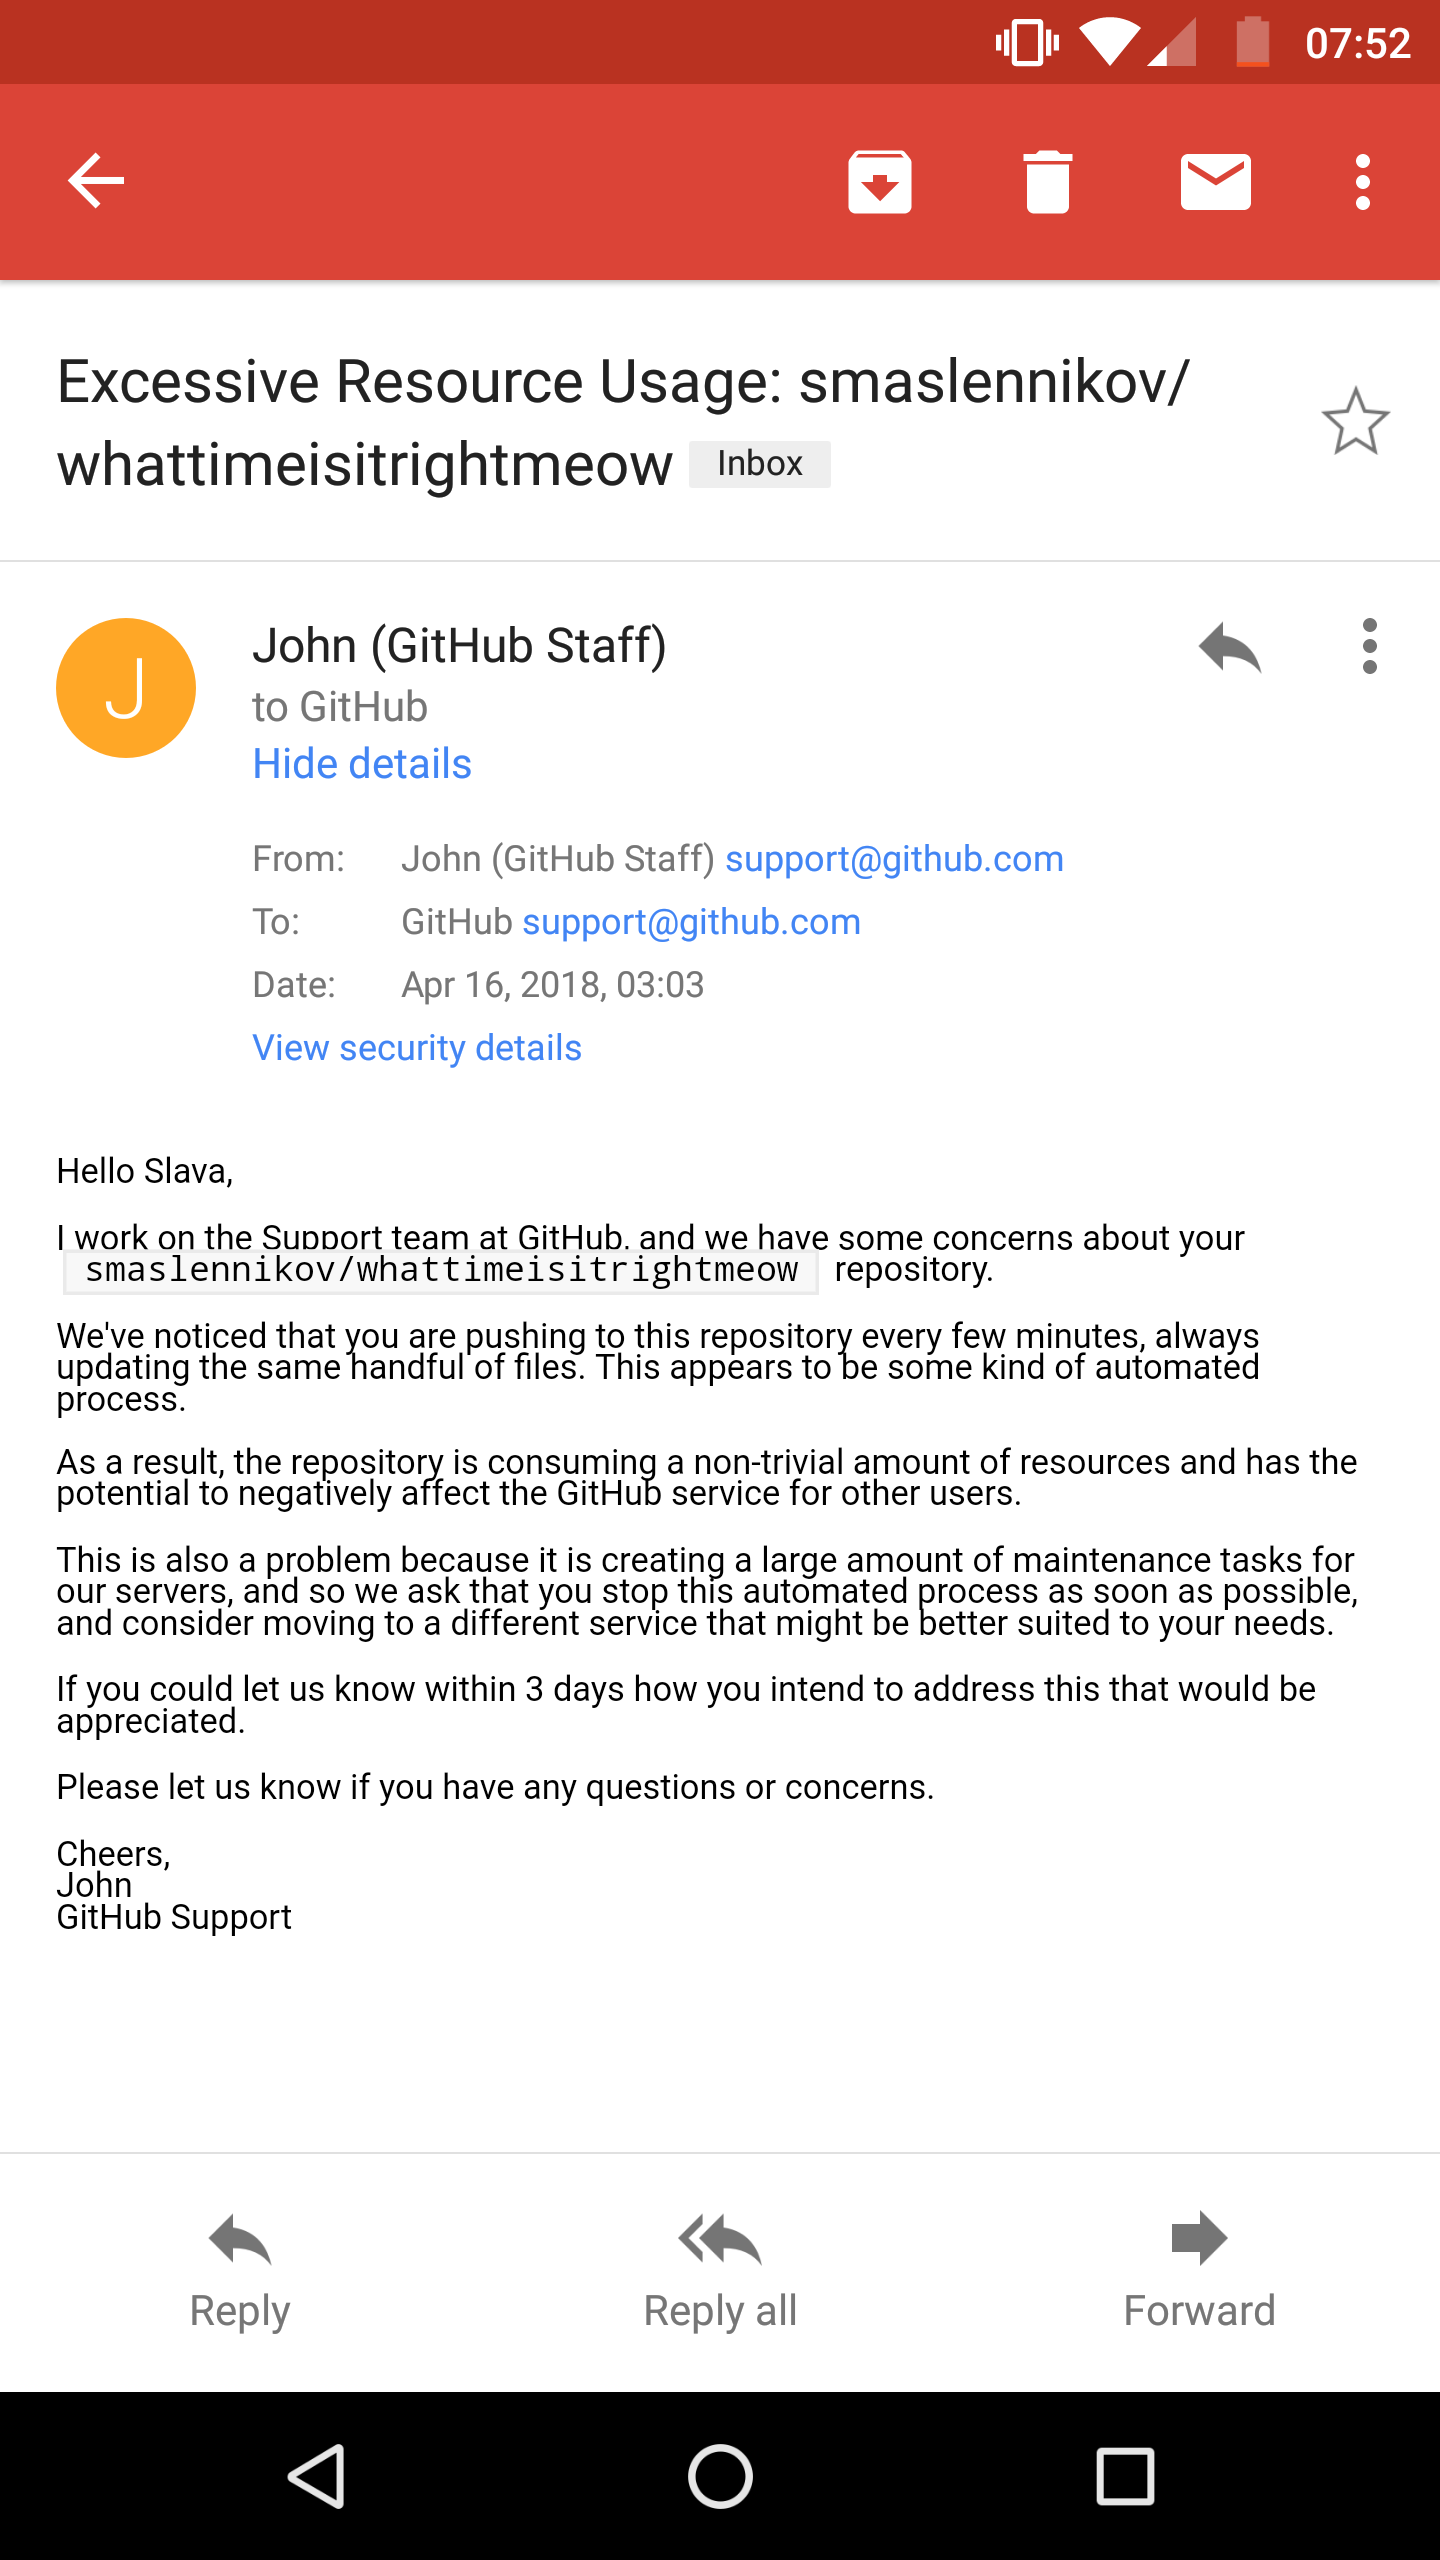 07:52
Excessive Resource Usage: smaslennikov/
whattimeisitrightmeow Inbox
J
John (GitHub Staff)
to GitHub
Hide details
From: John (GitHub Staff) support@github.com
To: GitHub support@github.com
Date: Apr 16, 2018, 03:03
View security details
Hello Slava,
I work on the Support team at GitHub, and we have some concerns about your
smaslennikov/whattimeisitrightmeow repository.
We've noticed that you are pushing to this repository every few minutes, always
updating the same handful of files. This appears to be some kind of automated
process.
As a result, the repository is consuming a non-trivial amount of resources and has the
potential to negatively affect the GitHub service for other users.
This is also a problem because it is creating a large amount of maintenance tasks for
our servers, and so we ask that you stop this automated process as soon as possible,
and consider moving to a different service that might be better suited to your needs.
If you could let us know within 3 days how you intend to address this that would be
appreciated.
Please let us know if you have any questions or concerns.
Cheers,
John
GitHub Support
Reply Reply all Forward